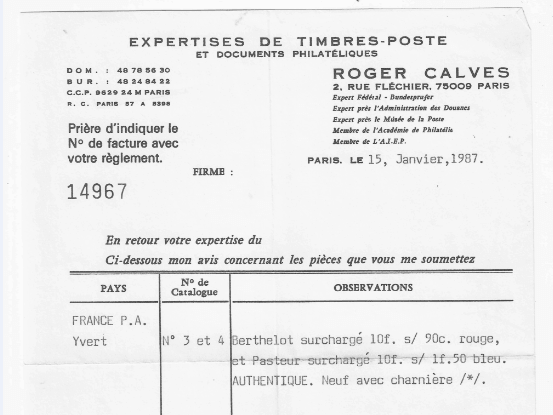 EXPERTISES DE TIMBRES-POSTE
ET DOCUMENTS PHILATÉLIQUES
DOM. : 48 78 56 30
BUR. : 48 24 84 22
C.C.P. 9629 24 M PARIS
R. C. PARIS 57 A 8396
ROGER CALVES
2, RUE FLÉCHIER, 75009 PARIS
Expert Fédéral - Bundesprufer
Expert près l'Administration des Douanes
Expert près le Musée de la Poste
Membre de l'Académie de Philatélie
Membre de L'A.I.E.P.
Prière d'indiquer le
No de facture avec
votre règlement.
FIRME :
PARIS. LE 15, Janvier,1987.
14967
En retour votre expertise du
Ci-dessous mon avis concernant les pièces que vous me soumettez
PAYS No de Catalogue OBSERVATIONS
FRANCE P.A.
Yvert N° 3 et 4 Berthelot surchargé 10f. s/ 90c. rouge,
et Pasteur surchargé 10f. s/ 1f.50 bleu.
AUTHENTIQUE. Neuf avec charnière /*/.